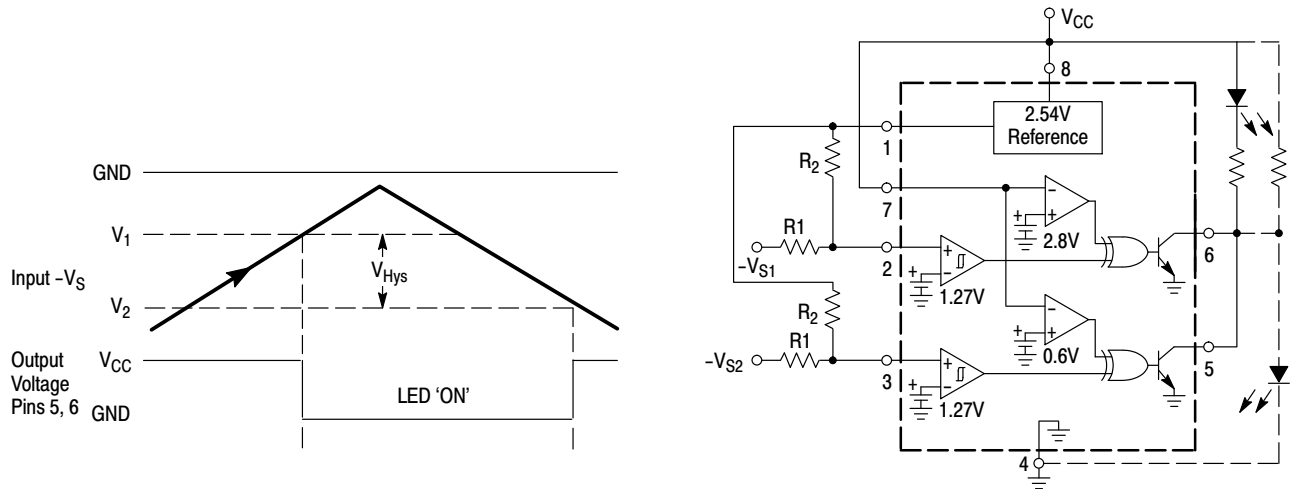 GND
V1
Input –VS
VHys
V2
Output
Voltage
Pins 5, 6
VCC
GND
LED ‘ON’
VCC
8
2.54V
Reference
1
R2
7
2.8V
6
R1
–VS1
2
1.27V
R2
0.6V
R1
–VS2
3
1.27V
5
4